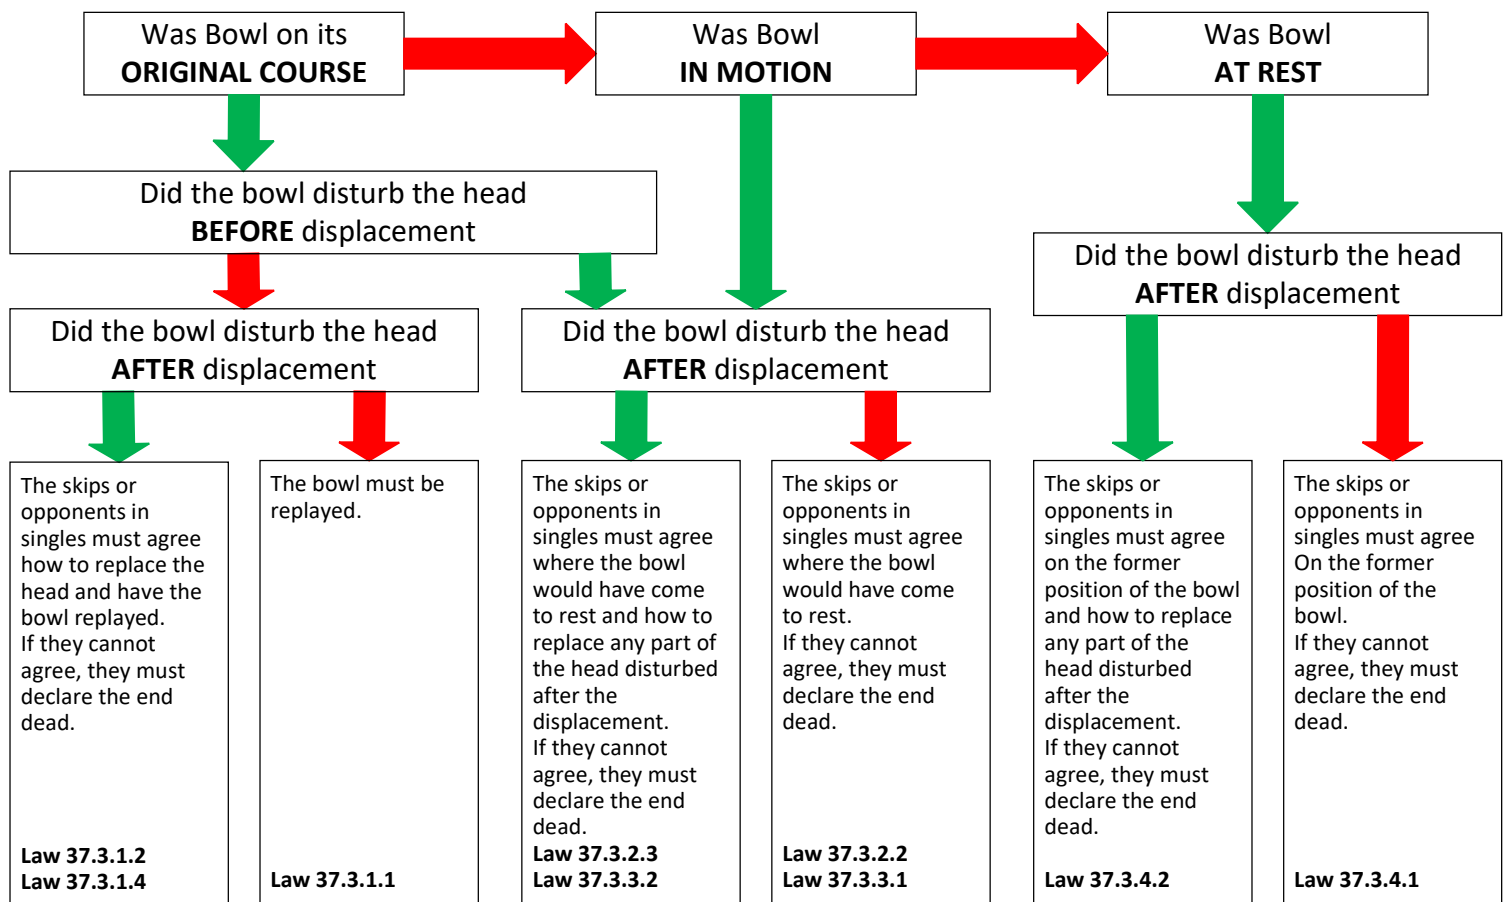 Was Bowl on its
ORIGINAL COURSE
Was Bowl
IN MOTION
Was Bowl
AT REST
Did the bowl disturb the head
BEFORE displacement
Did the bowl disturb the head
AFTER displacement
Did the bowl disturb the head
AFTER displacement
Did the bowl disturb the head
AFTER displacement
The skips or
opponents in
singles must agree
how to replace the
head and have the
bowl replayed.
If they cannot
agree, they must
declare the end
dead.
Law 37.3.1.2
Law 37.3.1.4
The bowl must be
replayed.
Law 37.3.1.1
The skips or
opponents in
singles must agree
where the bowl
would have come
to rest and how to
replace any part of
the head disturbed
after the
displacement.
If they cannot
agree, they must
declare the end
dead.
Law 37.3.2.3
Law 37.3.3.2
The skips or
opponents in
singles must agree
where the bowl
would have come
to rest.
If they cannot
agree, they must
declare the end
dead.
Law 37.3.2.2
Law 37.3.3.1
The skips or
opponents in
singles must agree
on the former
position of the bowl
and how to replace
any part of the
head disturbed
after the
displacement.
If they cannot
agree, they must
declare the end
dead.
Law 37.3.4.2
The skips or
opponents in
singles must agree
On the former
position of the
bowl.
If they cannot
agree, they must
declare the end
dead.
Law 37.3.4.1